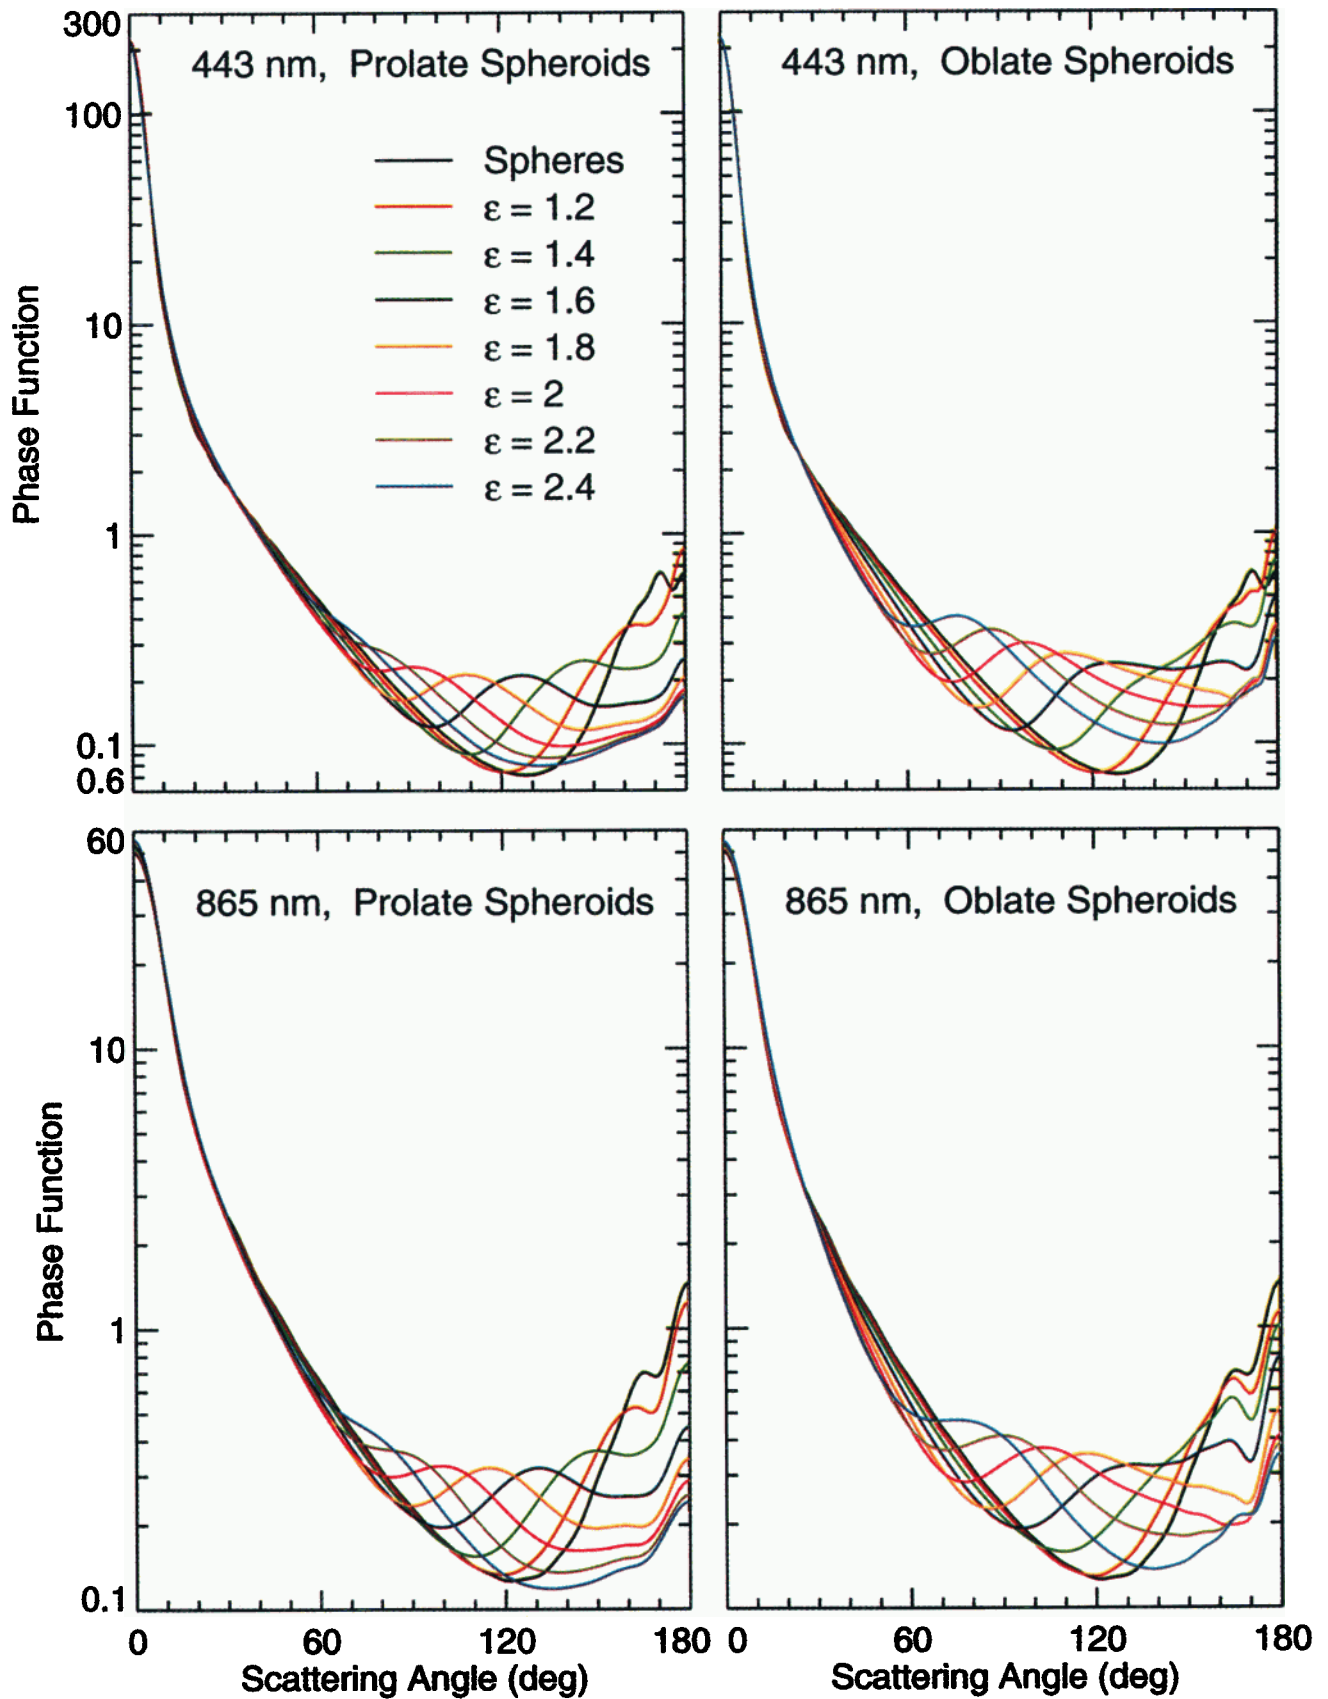 300
443 nm, Prolate Spheroids
443 nm, Oblate Spheroids
100
Spheres
ε = 1.2
ε = 1.4
ε = 1.6
ε = 1.8
ε = 2
ε = 2.2
ε = 2.4
10
1
0.1
0.6
Phase Function
60
865 nm, Prolate Spheroids
865 nm, Oblate Spheroids
10
1
0.1
Phase Function
0 60 120 180
0 60 120 180
Scattering Angle (deg)
Scattering Angle (deg)